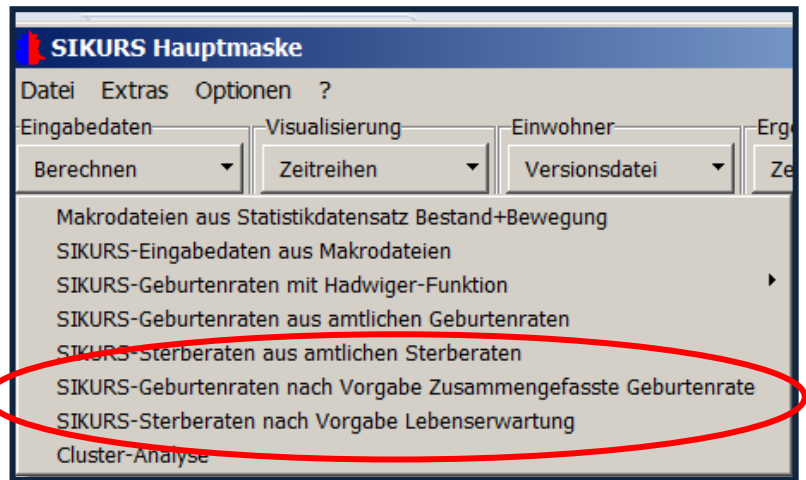 SIKURS Hauptmaske
Datei Extras Optionen ?
Eingabedaten Visualisierung Einwohner Erg
Berechnen Zeitreihen Versionsdatei Ze
Makrodateien aus Statistikdatensatz Bestand+Bewegung
SIKURS-Eingabedaten aus Makrodateien
SIKURS-Geburtenraten mit Hadwiger-Funktion
SIKURS-Geburtenraten aus amtlichen Geburtenraten
SIKURS-Sterberaten aus amtlichen Sterberaten
SIKURS-Geburtenraten nach Vorgabe Zusammengefasste Geburtenrate
SIKURS-Sterberaten nach Vorgabe Lebenserwartung
Cluster-Analyse